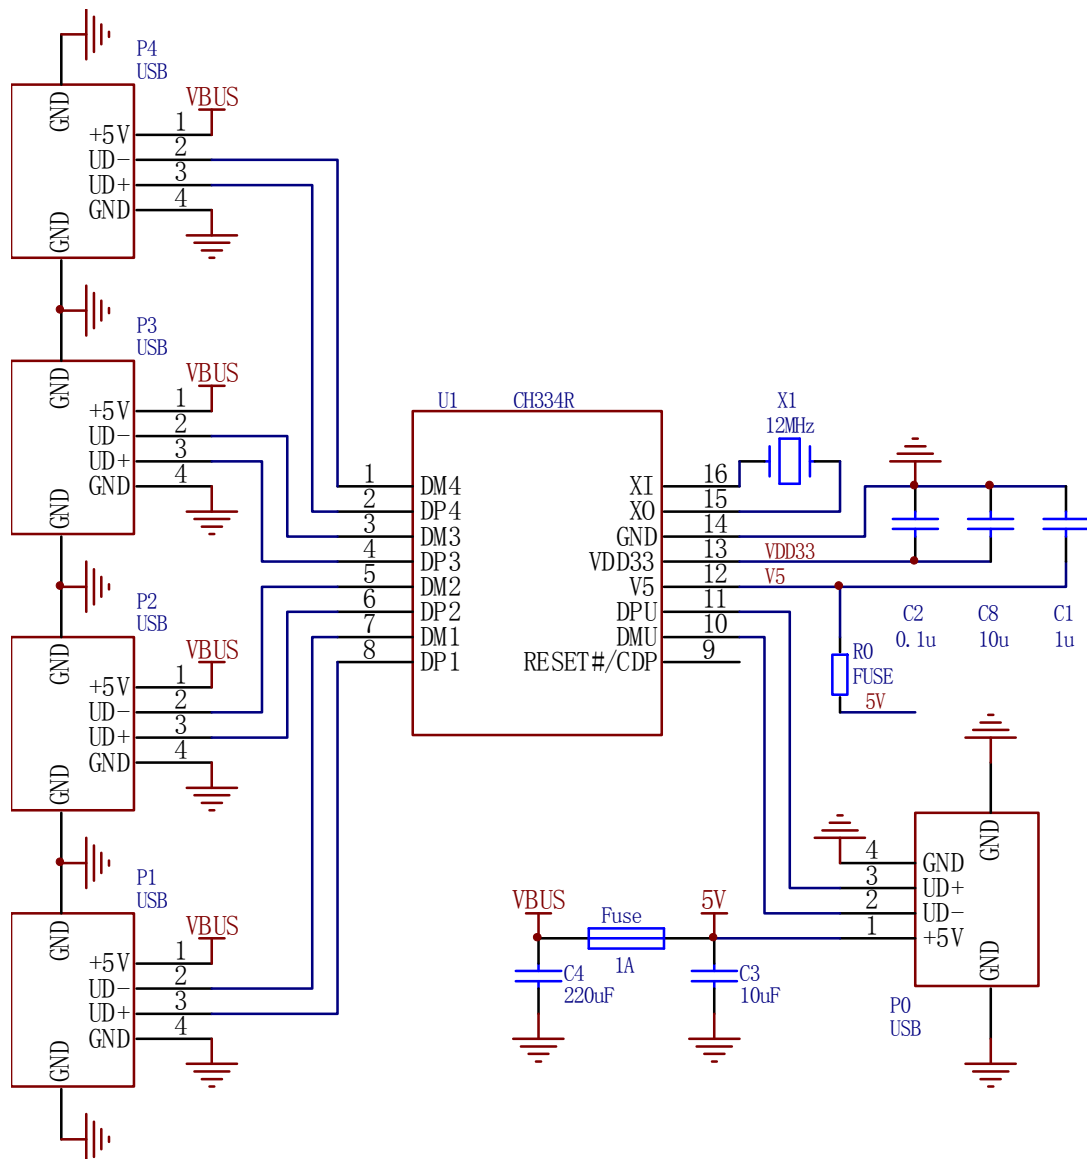 P4
USB
GND
VBUS
+5V 1
UD- 2
UD+ 3
GND 4
GND
P3
USB
GND
VBUS
+5V 1
UD- 2
UD+ 3
GND 4
GND
P2
USB
GND
VBUS
+5V 1
UD- 2
UD+ 3
GND 4
GND
P1
USB
GND
VBUS
+5V 1
UD- 2
UD+ 3
GND 4
GND
U1 CH334R
1 DM4
2 DP4
3 DM3
4 DP3
5 DM2
6 DP2
7 DM1
8 DP1
XI 16
XO 15
GND 14
VDD33 13 VDD33
V5 12 V5
DPU 11
DMU 10
RESET#/CDP 9
X1
12MHz
C2
0.1u
C8
10u
C1
1u
R0
FUSE
5V
GND
4 GND
3 UD+
2 UD-
1 +5V
GND
P0
USB
VBUS
Fuse
1A
5V
C4
220uF
C3
10uF